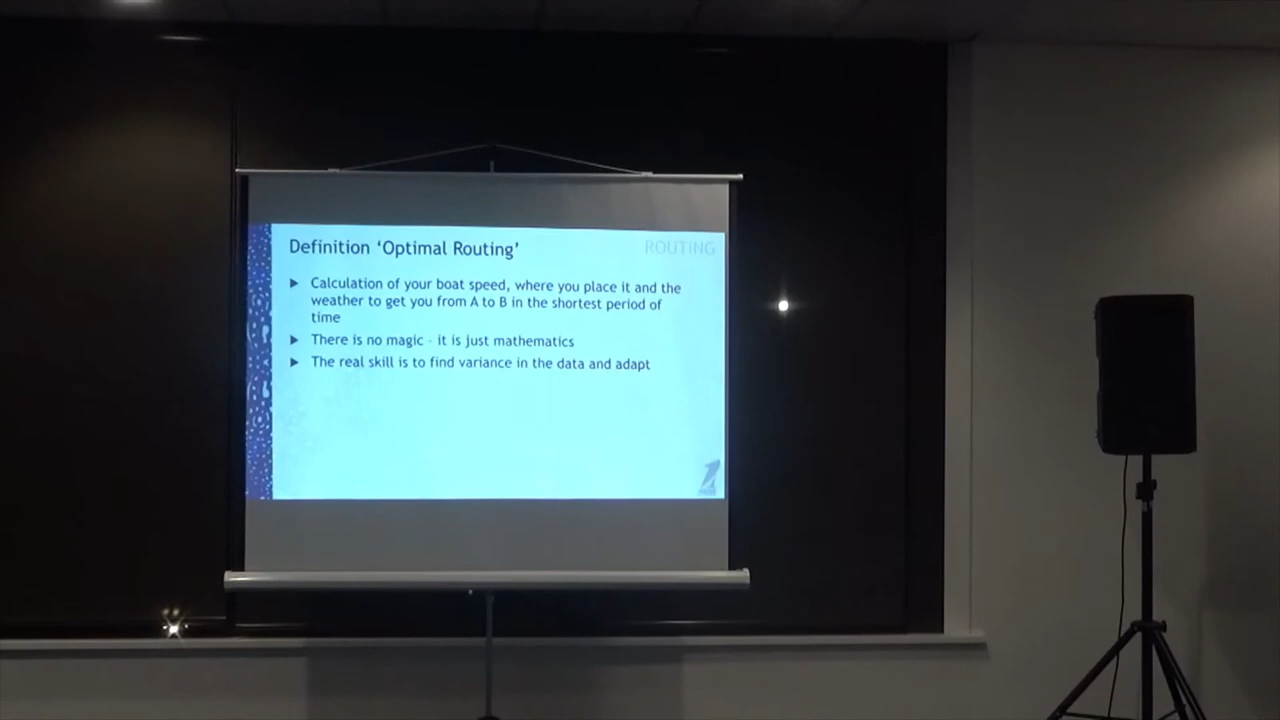 Definition ‘Optimal Routing’
ROUTING
Calculation of your boat speed, where you place it and the
weather to get you from A to B in the shortest period of
time
There is no magic - it is just mathematics
The real skill is to find variance in the data and adapt